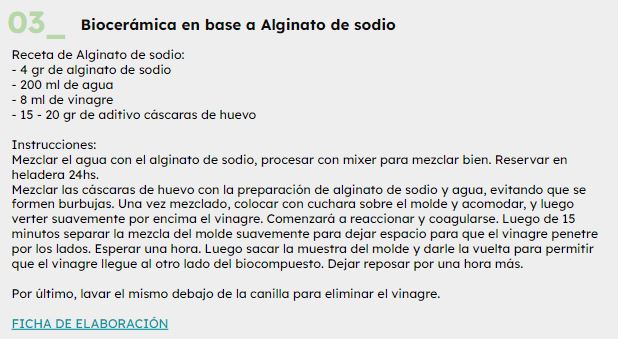 03_ Biocerámica en base a Alginato de sodio
Receta de Alginato de sodio:
- 4 gr de alginato de sodio
- 200 ml de agua
- 8 ml de vinagre
- 15 - 20 gr de aditivo cáscaras de huevo
Instrucciones:
Mezclar el agua con el alginato de sodio, procesar con mixer para mezclar bien. Reservar en
heladera 24hs.
Mezclar las cáscaras de huevo con la preparación de alginato de sodio y agua, evitando que se
formen burbujas. Una vez mezclado, colocar con cuchara sobre el molde y acomodar, y luego
verter suavemente por encima el vinagre. Comenzará a reaccionar y coagularse. Luego de 15
minutos separar la mezcla del molde suavemente para dejar espacio para que el vinagre penetre
por los lados. Esperar una hora. Luego sacar la muestra del molde y darle la vuelta para permitir
que el vinagre llegue al otro lado del biocompuesto. Dejar reposar por una hora más.
Por último, lavar el mismo debajo de la canilla para eliminar el vinagre.
FICHA DE ELABORACIÓN